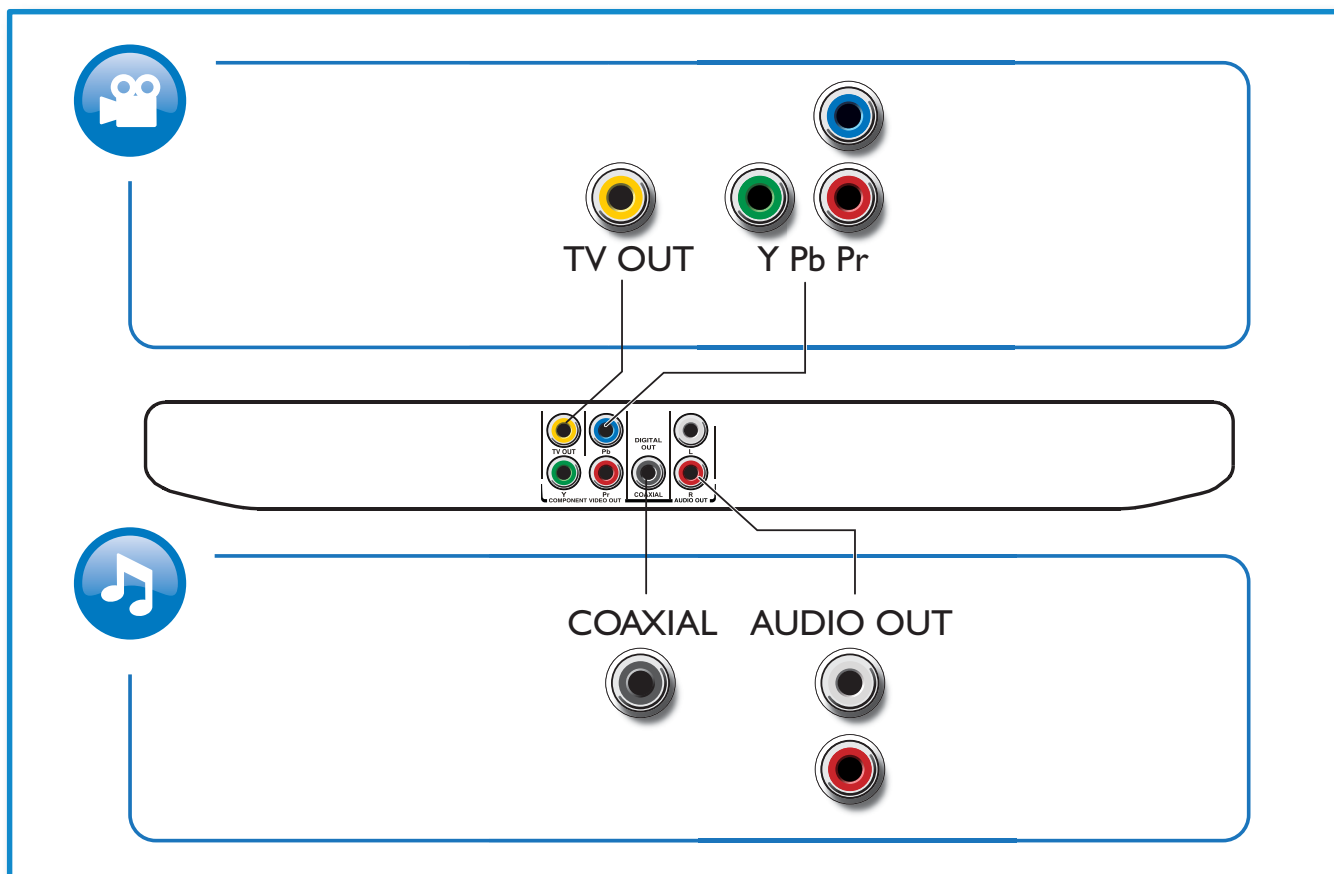 TV OUT
Y Pb Pr
DIGITAL
OUT
TV OUT
Pb
L
Y
Pr
COAXIAL
R
COMPONENT VIDEO OUT
AUDIO OUT
COAXIAL
AUDIO OUT